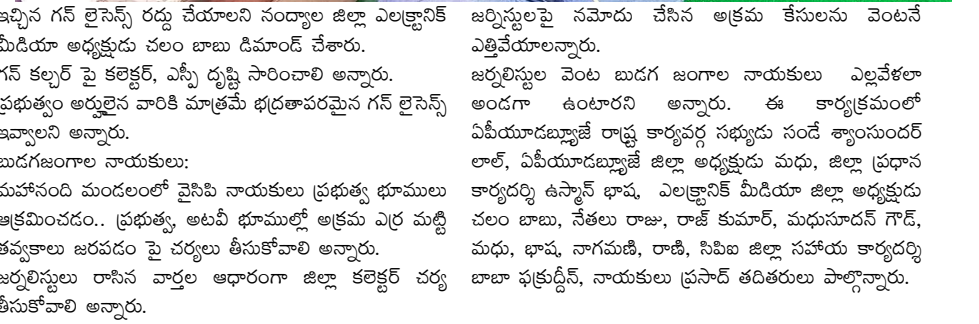 ఇచ్చిన గన్ లైసెన్స్ రద్దు చేయాలని నంద్యాల జిల్లా ఎలక్ట్రానిక్
మీడియా అధ్యక్షుడు చలం బాబు డిమాండ్ చేశారు.
గన్ కల్చర్ పై కలెక్టర్, ఎస్పీ దృష్టి సారించాలి అన్నారు.
ప్రభుత్వం అర్హులైన వారికి మాత్రమే భద్రతాపరమైన గన్ లైసెన్స్
ఇవ్వాలని అన్నారు.
బుడగజంగాల నాయకులు:
మహానంది మండలంలో వైసిపి నాయకులు ప్రభుత్వ భూములు
ఆక్రమించడం.. ప్రభుత్వ, అటవీ భూముల్లో అక్రమ ఎర్ర మట్టి
తవ్వకాలు జరపడం పై చర్యలు తీసుకోవాలి అన్నారు.
జర్నలిస్టులు రాసిన వార్తల ఆధారంగా జిల్లా కలెక్టర్ చర్య
తీసుకోవాలి అన్నారు.
జర్నిస్టులపై నమోదు చేసిన అక్రమ కేసులను వెంటనే
ఎత్తివేయాలన్నారు.
జర్నలిస్టుల వెంట బుడగ జంగాల నాయకులు ఎల్లవేళలా
అండగా ఉంటారని అన్నారు. ఈ కార్యక్రమంలో
ఏపీయూడబ్ల్యూజే రాష్ట్ర కార్యవర్గ సభ్యుడు సండే శ్యాంసుందర్
లాల్, ఏపీయూడబ్ల్యూజే జిల్లా అధ్యక్షుడు మధు, జిల్లా ప్రధాన
కార్యదర్శి ఉస్మాన్ భాష, ఎలక్ట్రానిక్ మీడియా జిల్లా అధ్యక్షుడు
చలం బాబు, నేతలు రాజు, రాజ్ కుమార్, మధుసూదన్ గౌడ్,
మధు, భాష, నాగమణి, రాణి, సిపిఐ జిల్లా సహాయ కార్యదర్శి
బాబా ఫక్రుద్దీన్, నాయకులు ప్రసాద్ తదితరులు పాల్గొన్నారు.